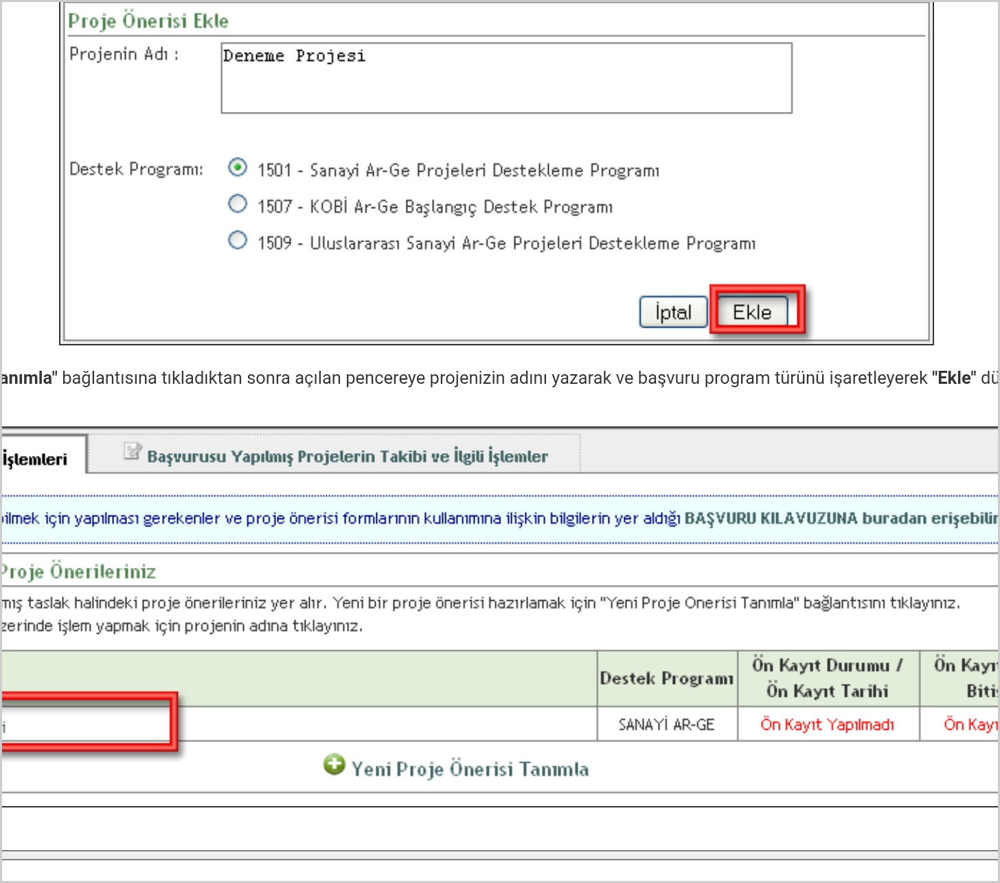 Proje Önerisi Ekle
Projenin Adı :
Deneme Projesi
Destek Programı:
1501 - Sanayi Ar-Ge Projeleri Destekleme Programı
1507 - KOBİ Ar-Ge Başlangıç Destek Programı
1509 - Uluslararası Sanayi Ar-Ge Projeleri Destekleme Programı
İptal Ekle
anımla" bağlantısına tıkladıktan sonra açılan pencereye projenizin adını yazarak ve başvuru program türünü işaretleyerek "Ekle" dü
İşlemleri
Başvurusu Yapılmış Projelerin Takibi ve İlgili İşlemler
bilmek için yapılması gerekenler ve proje önerisi formlarının kullanımına ilişkin bilgilerin yer aldığı BAŞVURU KILAVUZUNA buradan erişebilir
Proje Önerileriniz
mış taslak halindeki proje önerileriniz yer alır. Yeni bir proje önerisi hazırlamak için "Yeni Proje Onerisi Tanımla" bağlantısını tıklayınız.
zerinde işlem yapmak için projenin adına tıklayınız.
Destek Programı
Ön Kayıt Durumu /
Ön Kayıt Tarihi
Ön Kayıt
Bitiş
i
SANAYİ AR-GE
Ön Kayıt Yapılmadı
Ön Kayı
Yeni Proje Önerisi Tanımla